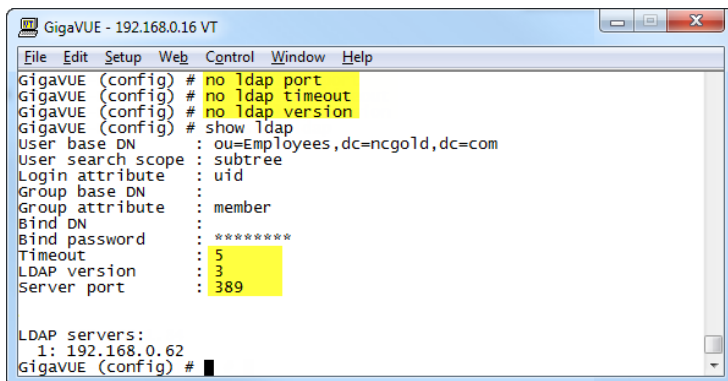 GigaVUE - 192.168.0.16 VT
File Edit Setup Web Control Window Help
GigaVUE (config) # no ldap port
GigaVUE (config) # no ldap timeout
GigaVUE (config) # no ldap version
GigaVUE (config) # show ldap
User base DN : ou=Employees,dc=ncgold,dc=com
User search scope : subtree
Login attribute : uid
Group base DN :
Group attribute : member
Bind DN :
Bind password : ********
Timeout : 5
LDAP version : 3
Server port : 389
LDAP servers:
1: 192.168.0.62
GigaVUE (config) #